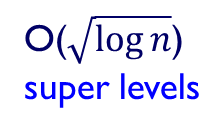 O(√log n)
super levels